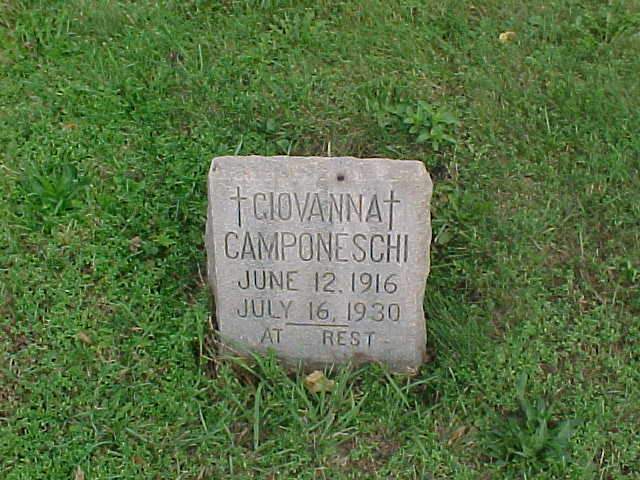 †GIOVANNA†
CAMPONESCHI
JUNE 12, 1916
JULY 16, 1930
AT REST